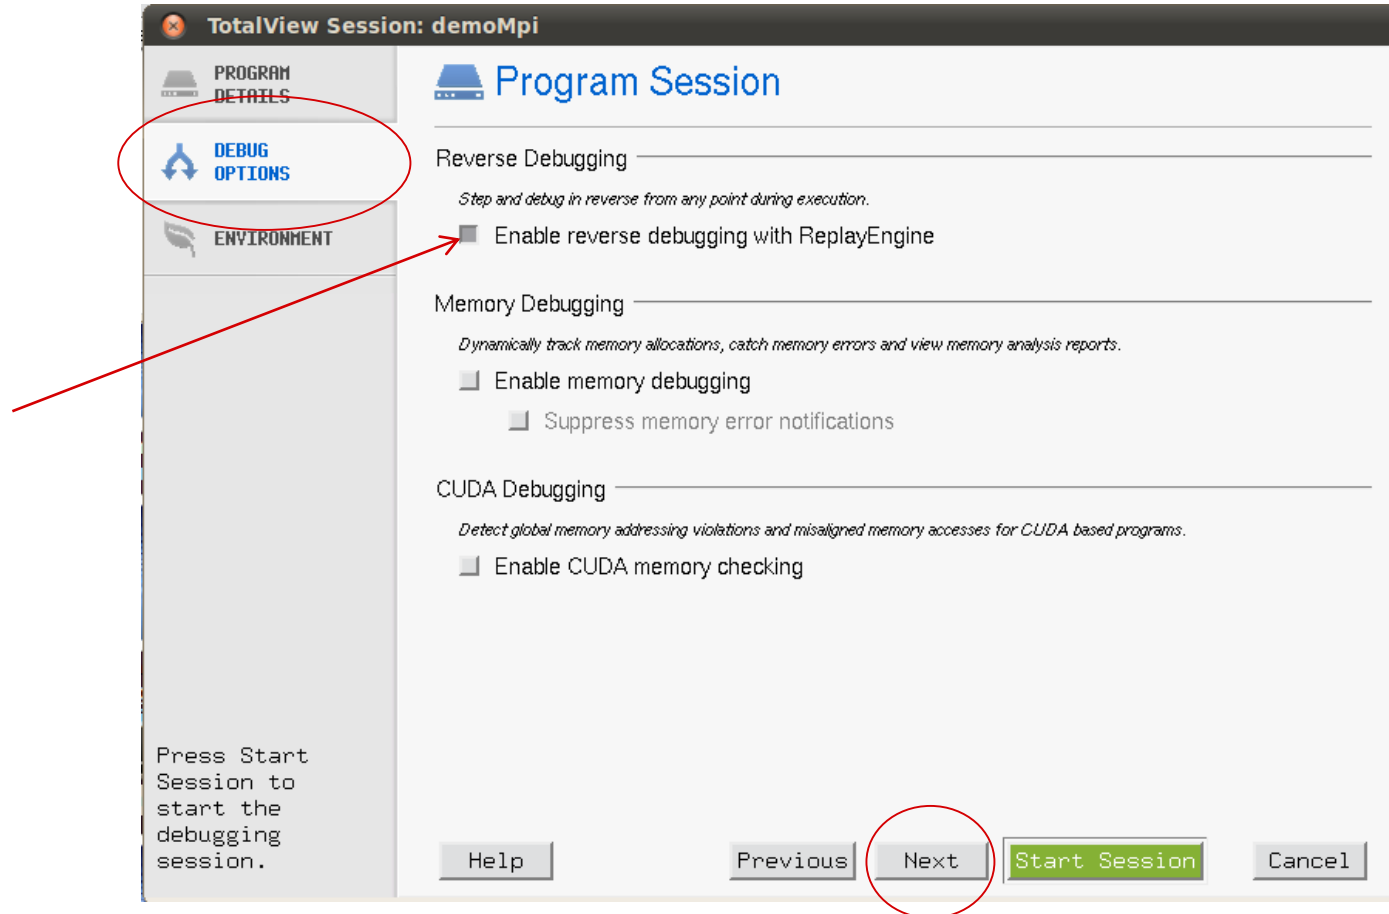 TotalView Session: demoMpi
PROGRAM
DETAILS
DEBUG
OPTIONS
ENVIRONMENT
Press Start
Session to
start the
debugging
session.
Program Session
Reverse Debugging
Step and debug in reverse from any point during execution.
Enable reverse debugging with ReplayEngine
Memory Debugging
Dynamically track memory allocations, catch memory errors and view memory analysis reports.
Enable memory debugging
Suppress memory error notifications
CUDA Debugging
Detect global memory addressing violations and misaligned memory accesses for CUDA based programs.
Enable CUDA memory checking
Help
Previous
Next
Start Session
Cancel